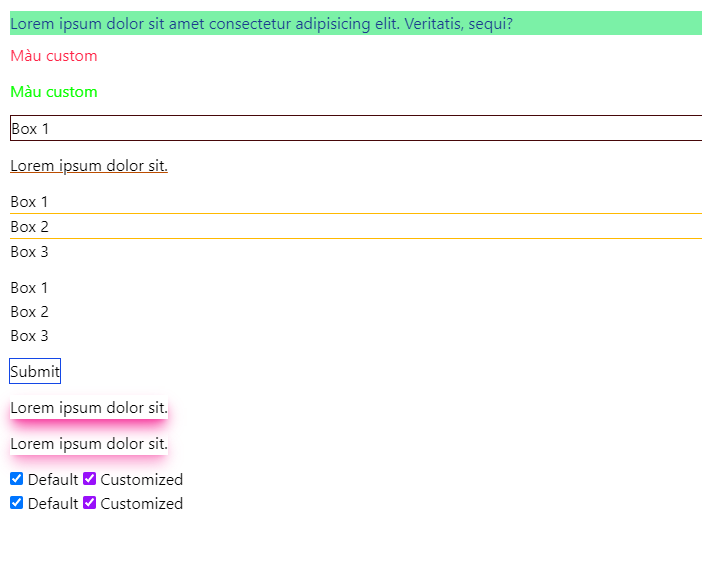 Lorem ipsum dolor sit amet consectetur adipisicing elit. Veritatis, sequi?
Màu custom
Màu custom
Box 1
Lorem ipsum dolor sit.
Box 1
Box 2
Box 3
Box 1
Box 2
Box 3
Submit
Lorem ipsum dolor sit.
Lorem ipsum dolor sit.
Default Customized
Default Customized